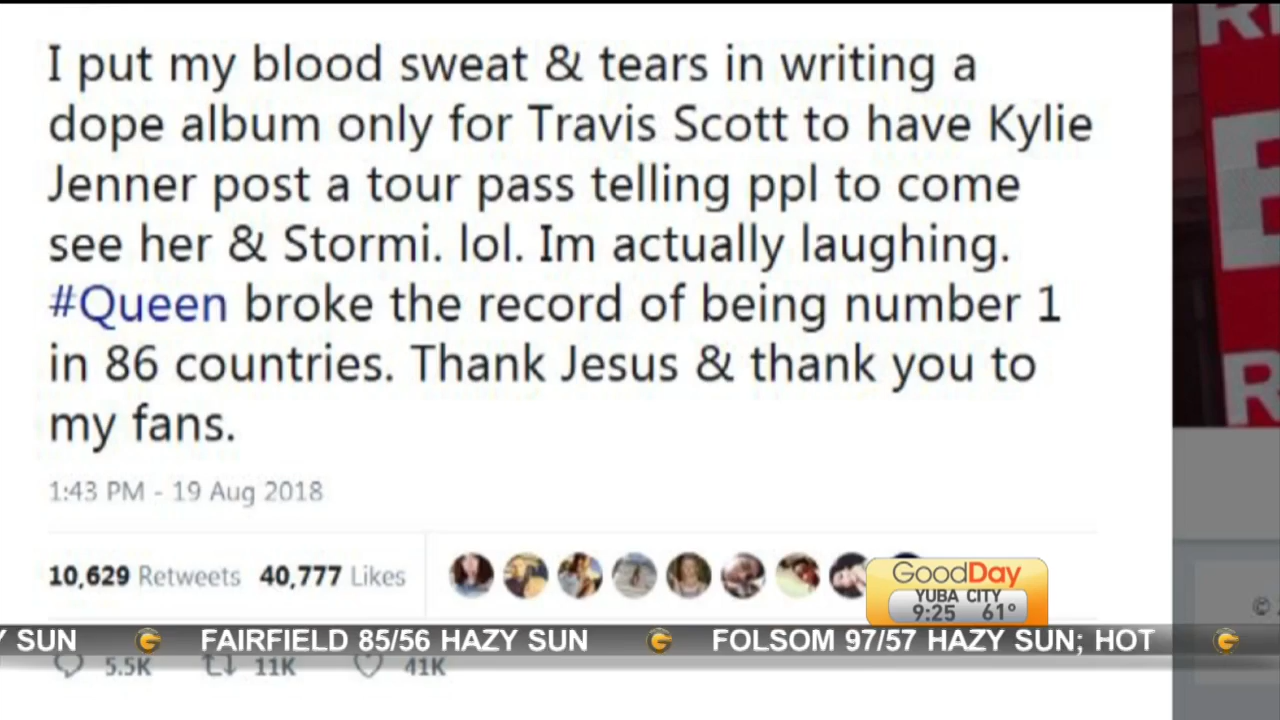 I put my blood sweat & tears in writing a
dope album only for Travis Scott to have Kylie
Jenner post a tour pass telling ppl to come
see her & Stormi. lol. Im actually laughing.
#Queen broke the record of being number 1
in 86 countries. Thank Jesus & thank you to
my fans.
1:43 PM - 19 Aug 2018
10,629 Retweets 40,777 Likes
GoodDay
YUBA CITY
9:25 61°
SUN FAIRFIELD 85/56 HAZY SUN FOLSOM 97/57 HAZY SUN; HOT
5.5K 11K 41K